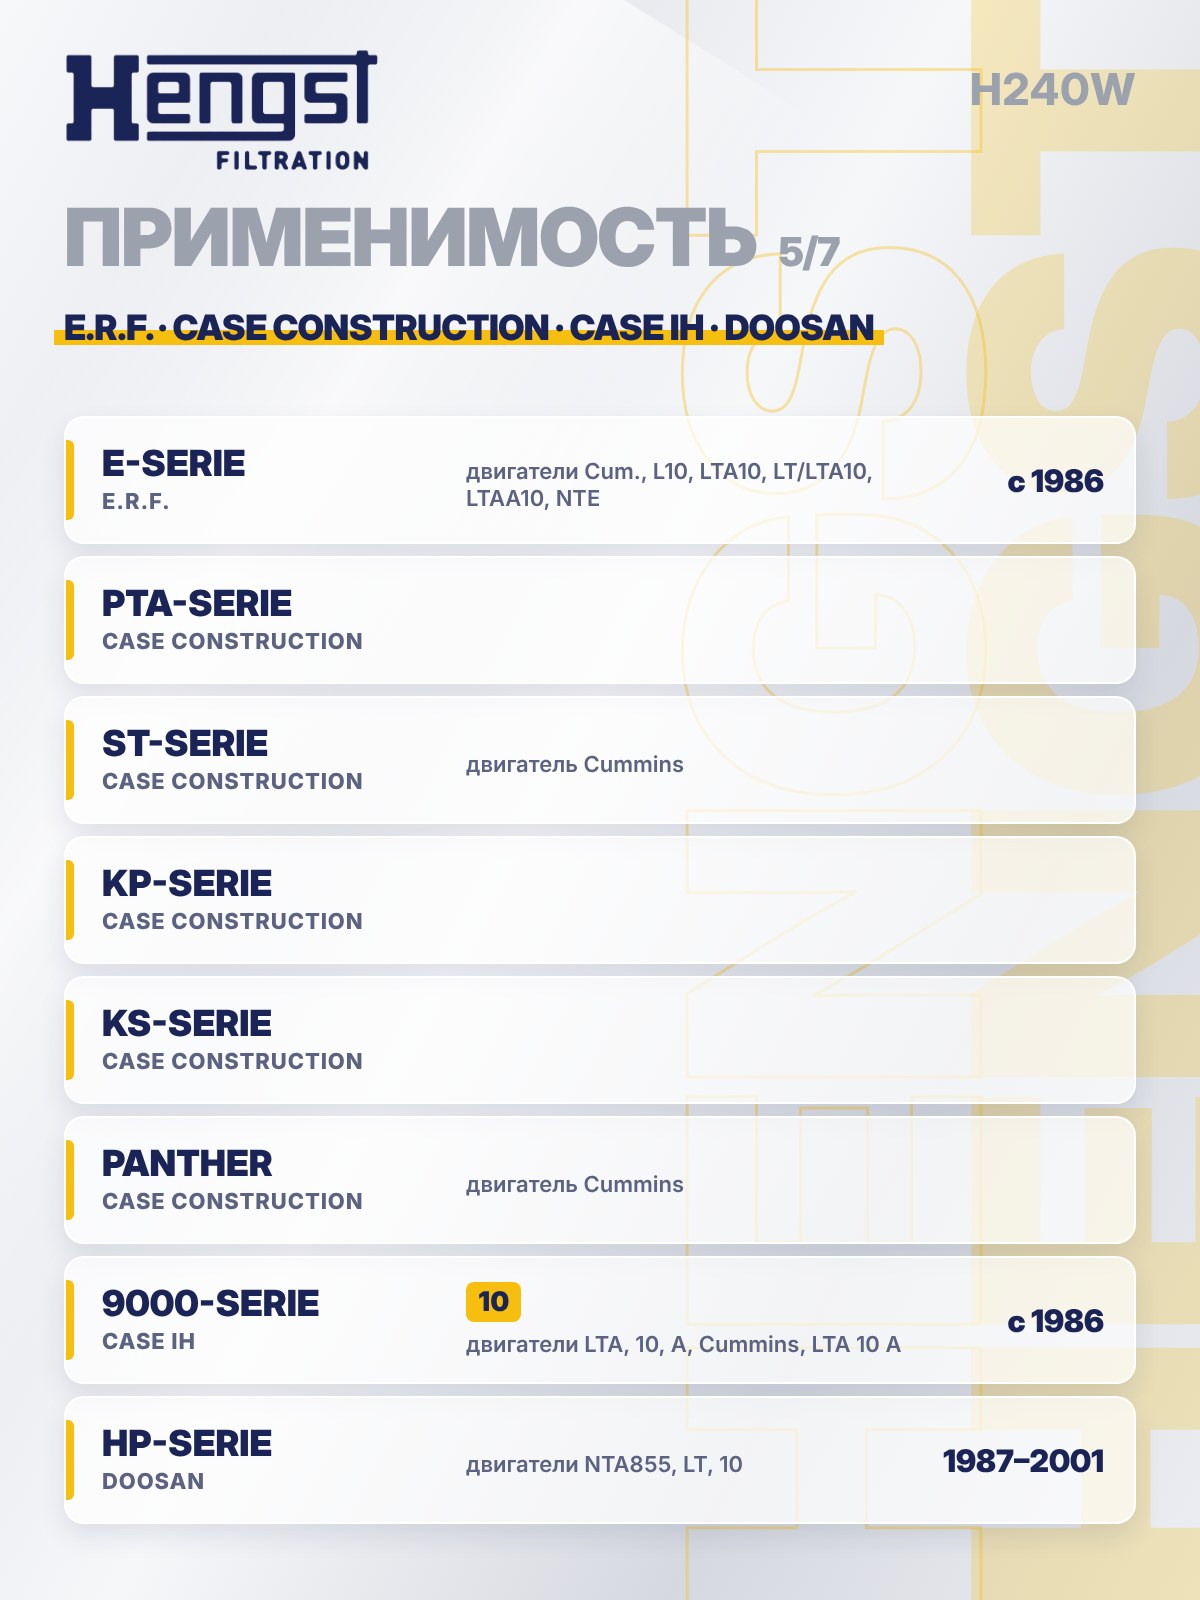 Hengst
FILTRATION
H240W
ПРИМЕНИМОСТЬ 5/7
E.R.F. · CASE CONSTRUCTION · CASE IH · DOOSAN
E-SERIE
E.R.F.
двигатели Cum., L10, LTA10, LT/LTA10,
LTAA10, NTE
с 1986
PTA-SERIE
CASE CONSTRUCTION
ST-SERIE
CASE CONSTRUCTION
двигатель Cummins
KP-SERIE
CASE CONSTRUCTION
KS-SERIE
CASE CONSTRUCTION
PANTHER
CASE CONSTRUCTION
двигатель Cummins
9000-SERIE
CASE IH
10
двигатели LTA, 10, A, Cummins, LTA 10 A
с 1986
HP-SERIE
DOOSAN
двигатели NTA855, LT, 10
1987–2001
HENGST
HENGST